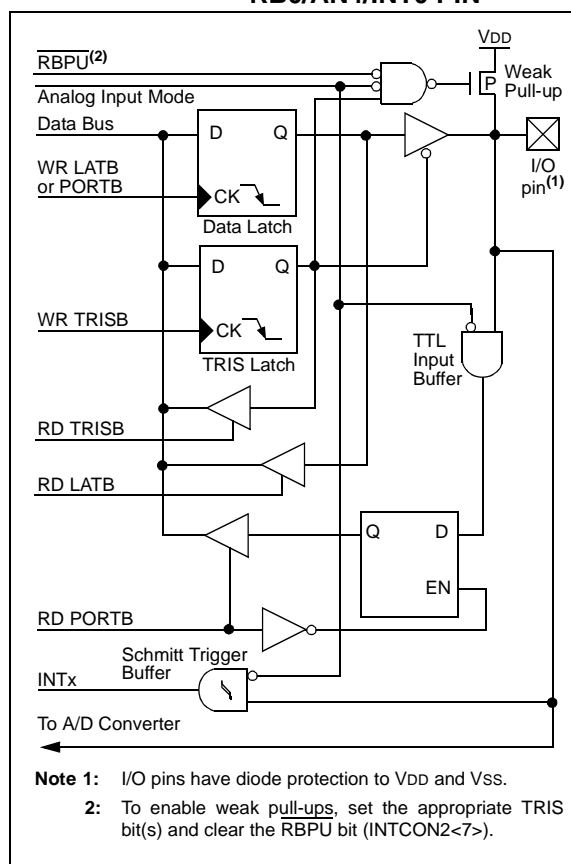 RBPU(2)
VDD
Analog Input Mode
P
Weak
Pull-up
Data Bus
D
Q
WR LATB
or PORTB
CK
Data Latch
I/O
pin(1)
D
Q
WR TRISB
CK
TRIS Latch
TTL
Input
Buffer
RD TRISB
RD LATB
Q
D
EN
RD PORTB
Schmitt Trigger
Buffer
INTx
To A/D Converter
Note 1: I/O pins have diode protection to VDD and VSS.
2: To enable weak pull-ups, set the appropriate TRIS
bit(s) and clear the RBPU bit (INTCON2<7>).